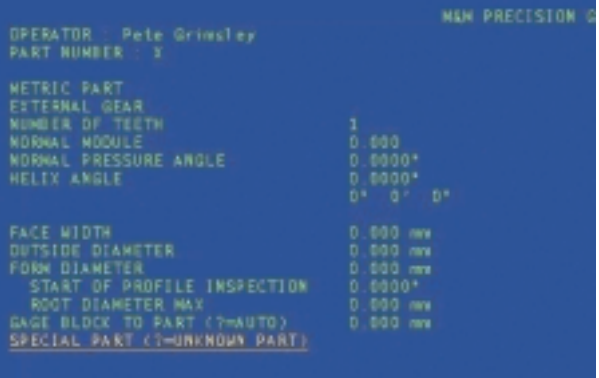 M&M PRECISION G
OPERATOR : Pete Grimsley
PART NUMBER : X
METRIC PART
EXTERNAL GEAR
NUMBER OF TEETH 1
NORMAL MODULE 0.000
NORMAL PRESSURE ANGLE 0.0000°
HELIX ANGLE 0.0000°
0° 0' 0"
FACE WIDTH 0.000 mm
OUTSIDE DIAMETER 0.000 mm
FORM DIAMETER 0.000 mm
START OF PROFILE INSPECTION 0.0000°
ROOT DIAMETER MAX 0.000 mm
GAGE BLOCK TO PART (?=AUTO) 0.000 mm
SPECIAL PART (?=UNKNOWN PART)